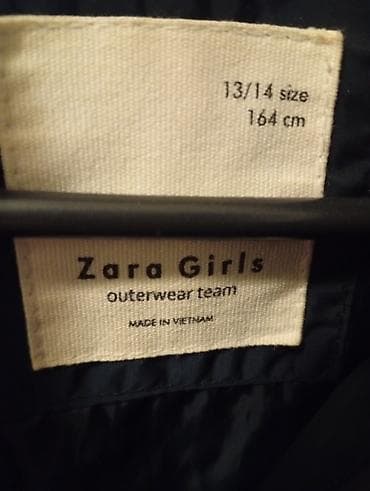 13/14 size
164 cm
Zara Girls
outerwear team
MADE IN VIETNAM